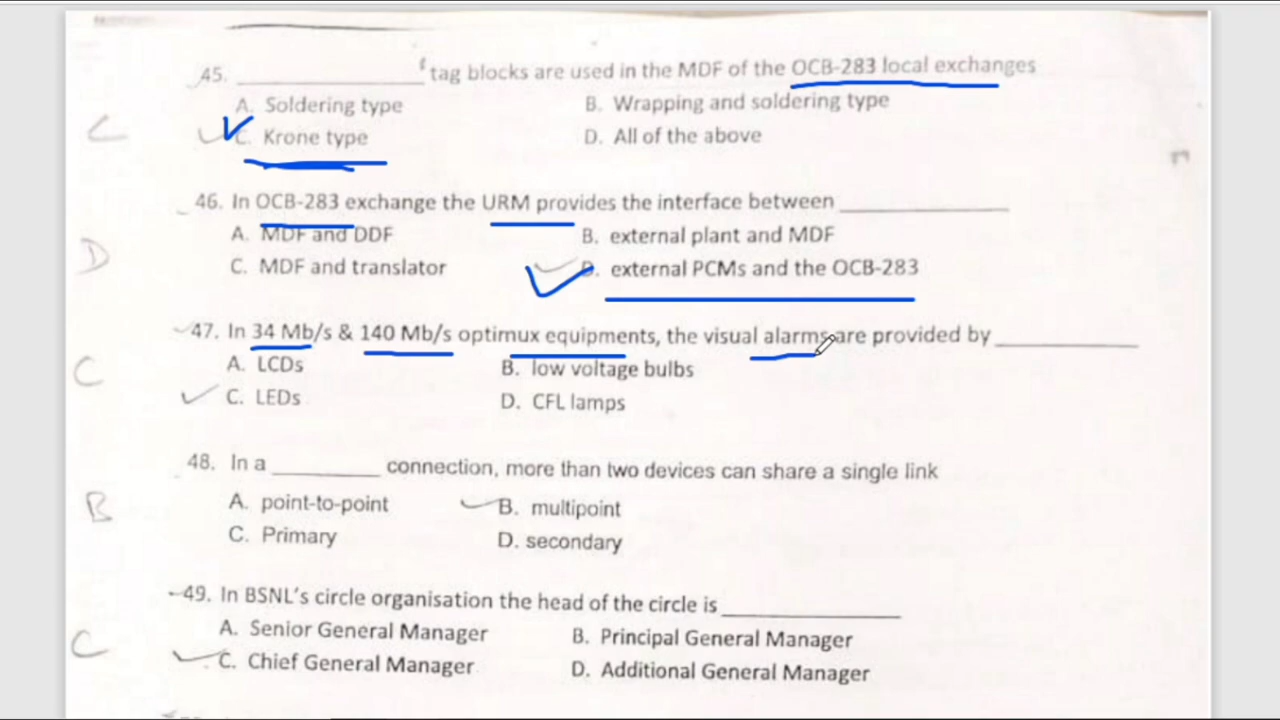 45. ____________ tag blocks are used in the MDF of the OCB-283 local exchanges
A. Soldering type B. Wrapping and soldering type
C C. Krone type D. All of the above
46. In OCB-283 exchange the URM provides the interface between ____________
A. MDF and DDF B. external plant and MDF
D C. MDF and translator D. external PCMs and the OCB-283
47. In 34 Mb/s & 140 Mb/s optimux equipments, the visual alarms are provided by ____________
C A. LCDs B. low voltage bulbs
C. LEDs D. CFL lamps
48. In a ________ connection, more than two devices can share a single link
B A. point-to-point B. multipoint
C. Primary D. secondary
49. In BSNL's circle organisation the head of the circle is ____________
A. Senior General Manager B. Principal General Manager
C C. Chief General Manager D. Additional General Manager